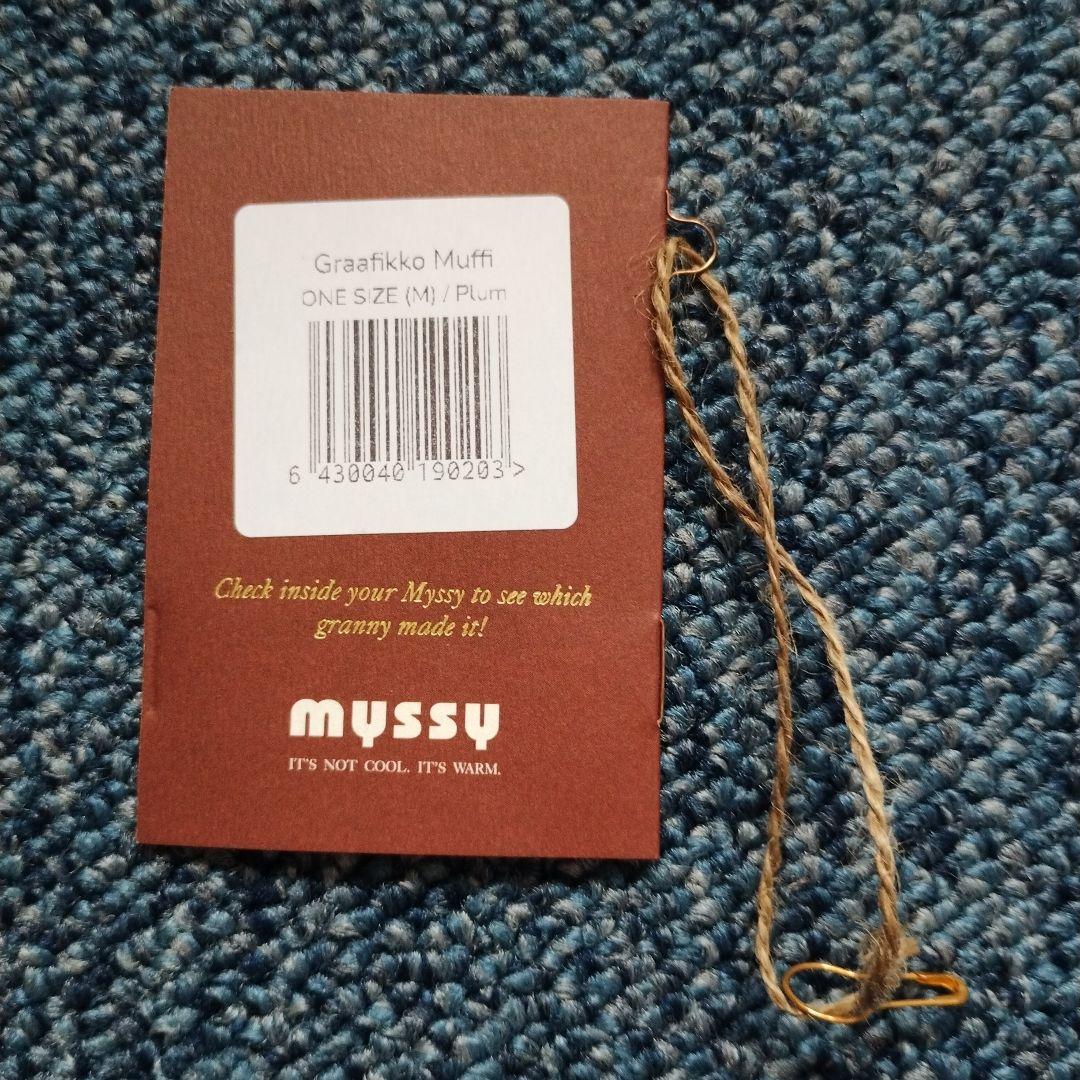 Graafikko Muffi
ONE SIZE (M) / Plum
6 430040 190203 >
Check inside your Myssy to see which
granny made it!
myssy
IT'S NOT COOL. IT'S WARM.